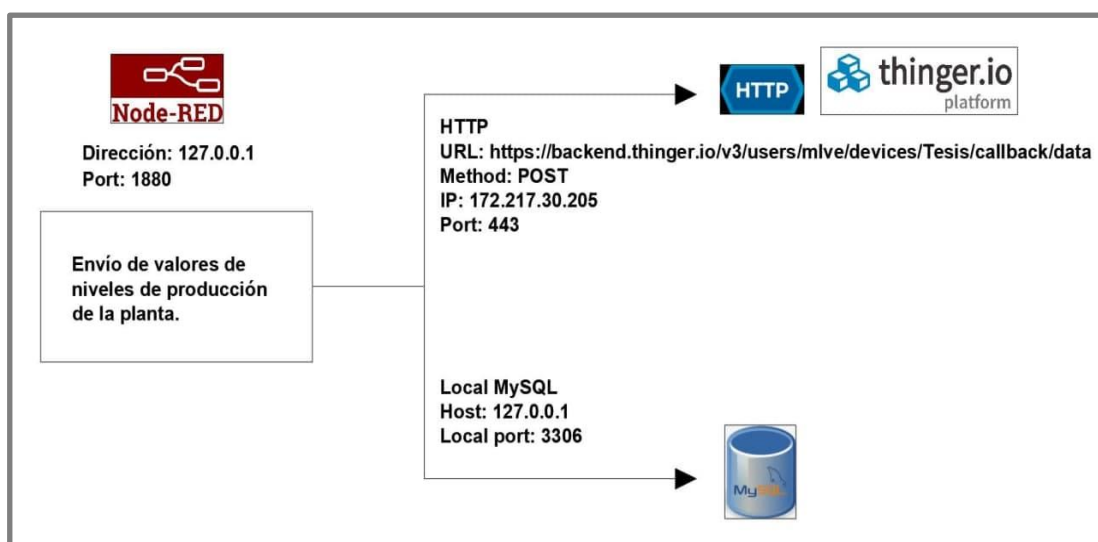 Node-RED
Dirección: 127.0.0.1
Port: 1880
Envío de valores de
niveles de producción
de la planta.
HTTP
thinger.io
platform
HTTP
URL: https://backend.thinger.io/v3/users/mlve/devices/Tesis/callback/data
Method: POST
IP: 172.217.30.205
Port: 443
Local MySQL
Host: 127.0.0.1
Local port: 3306
MySQL